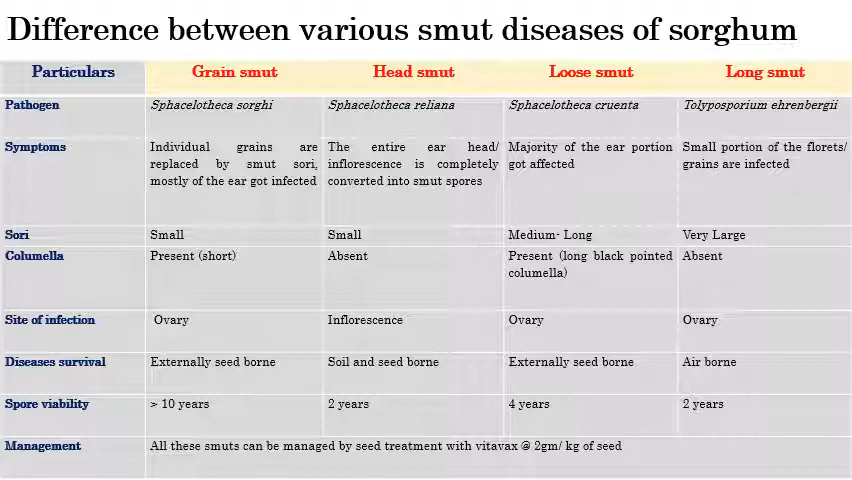 Difference between various smut diseases of sorghum
Particulars Grain smut Head smut Loose smut Long smut
Pathogen Sphacelotheca sorghi Sphacelotheca reliana Sphacelotheca cruenta Tolyposporium ehrenbergii
Symptoms Individual grains are The entire ear head/ Majority of the ear portion Small portion of the florets/
replaced by smut sori, inflorescence is completely got affected grains are infected
mostly of the ear got infected converted into smut spores
Sori Small Small Medium- Long Very Large
Columella Present (short) Absent Present (long black pointed Absent
columella)
Site of infection Ovary Inflorescence Ovary Ovary
Diseases survival Externally seed borne Soil and seed borne Externally seed borne Air borne
Spore viability > 10 years 2 years 4 years 2 years
Management All these smuts can be managed by seed treatment with vitavax @ 2gm/ kg of seed